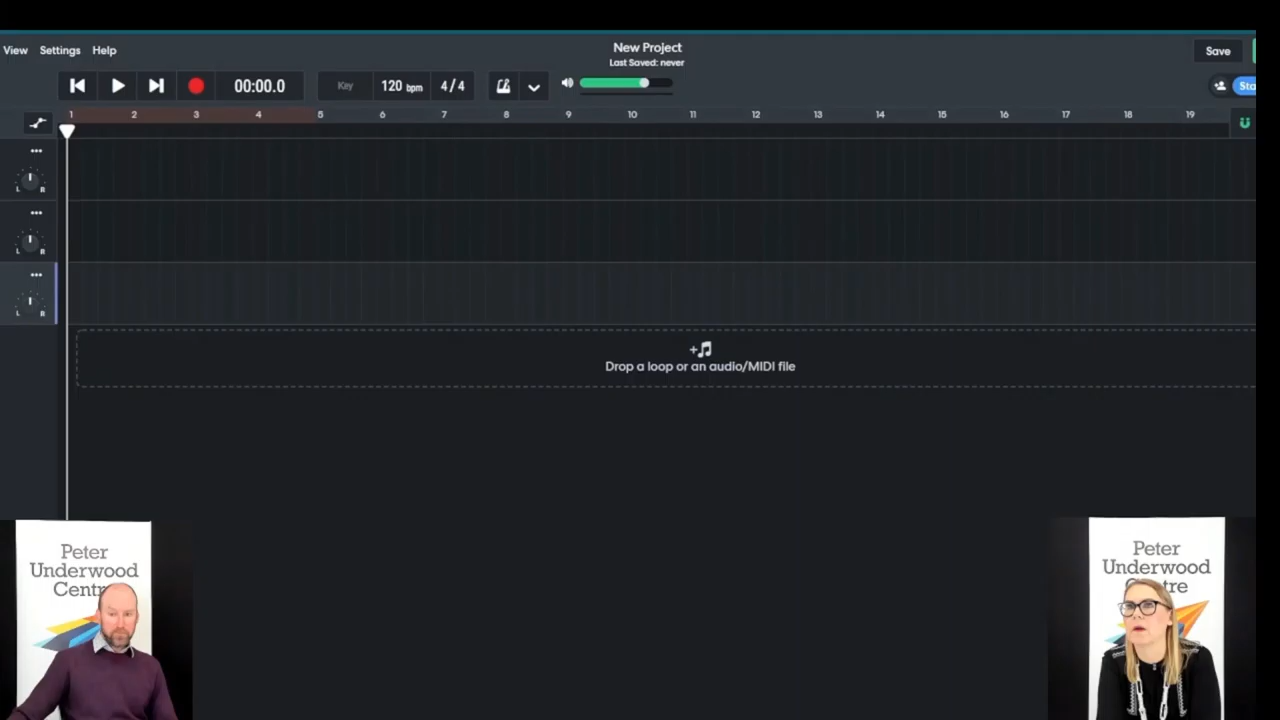 View Settings Help
New Project
Last Saved: never
Save
00:00.0
Key
120 bpm
4/4
1 2 3 4 5 6 7 8 9 10 11 12 13 14 15 16 17 18 19
L R
L R
L R
Drop a loop or an audio/MIDI file
Peter
Underwood
Peter
Underwood